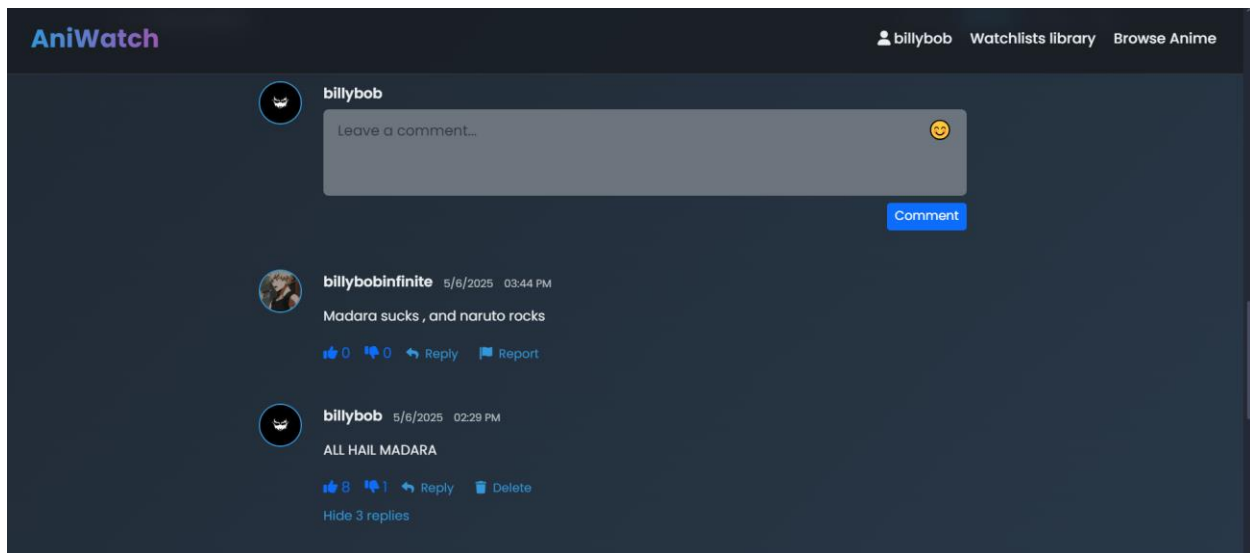 AniWatch
billybob Watchlists library Browse Anime
billybob
Leave a comment...
Comment
billybobinfinite 5/6/2025 03:44 PM
Madara sucks , and naruto rocks
0 0 Reply Report
billybob 5/6/2025 02:29 PM
ALL HAIL MADARA
8 1 Reply Delete
Hide 3 replies